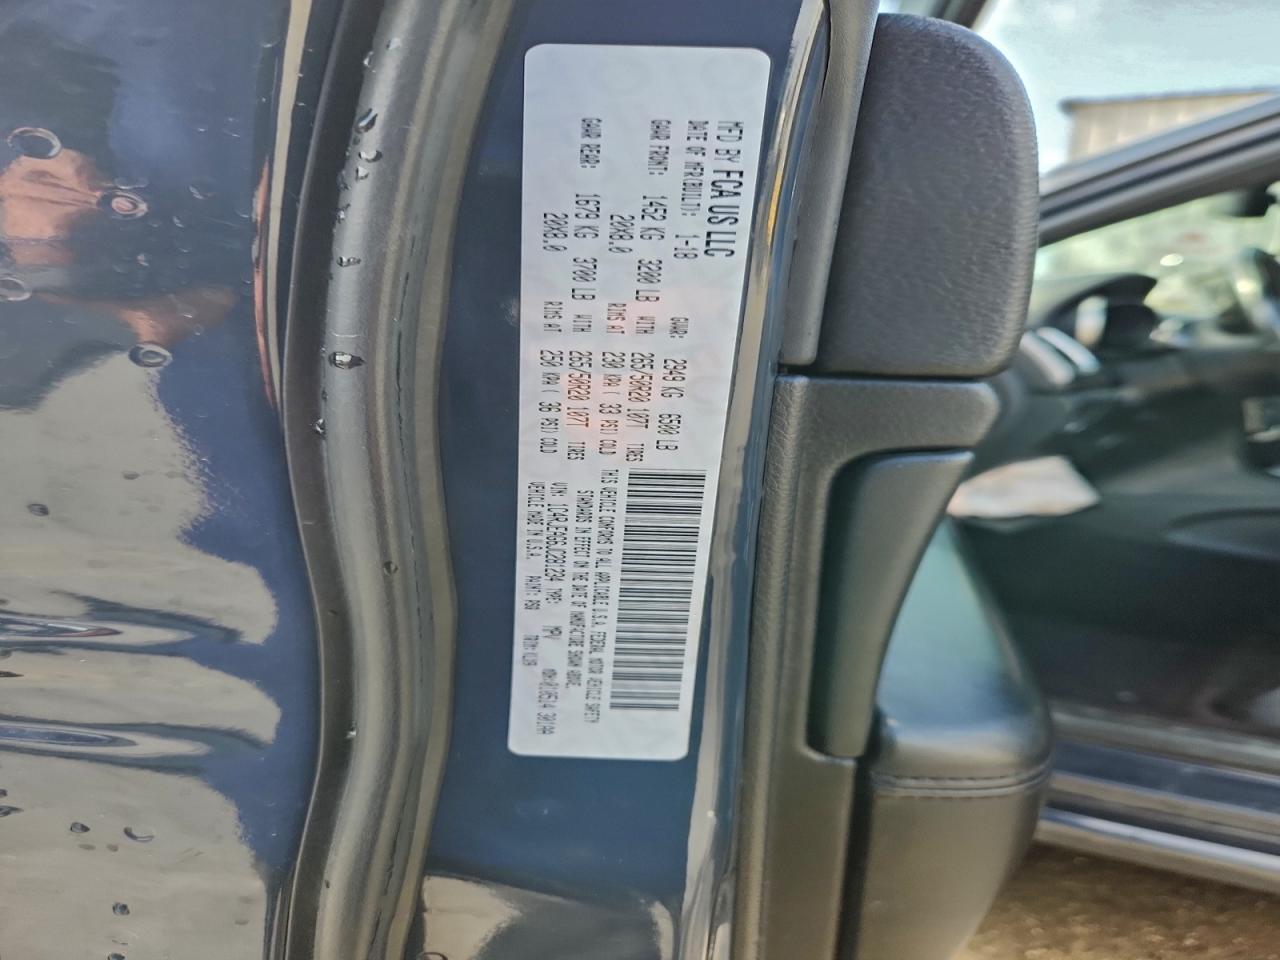 MFD BY FCA US LLC
DATE OF MFR(BUILT): 1-18
GVWR: 2949 KG 6500 LB
GAWR FRONT: 1452 KG 3200 LB WITH 265/50R20 107T TIRES
20X8.0 RIMS AT 230 KPA ( 33 PSI) COLD
GAWR REAR: 1679 KG 3700 LB WITH 265/50R20 107T TIRES
20X8.0 RIMS AT 250 KPA ( 36 PSI) COLD
THIS VEHICLE CONFORMS TO ALL APPLICABLE U.S.A. FEDERAL MOTOR VEHICLE SAFETY
STANDARDS IN EFFECT ON THE DATE OF MANUFACTURE SHOWN ABOVE.
VIN: TYPE: MPV
VEHICLE MADE IN U.S.A. PAINT: